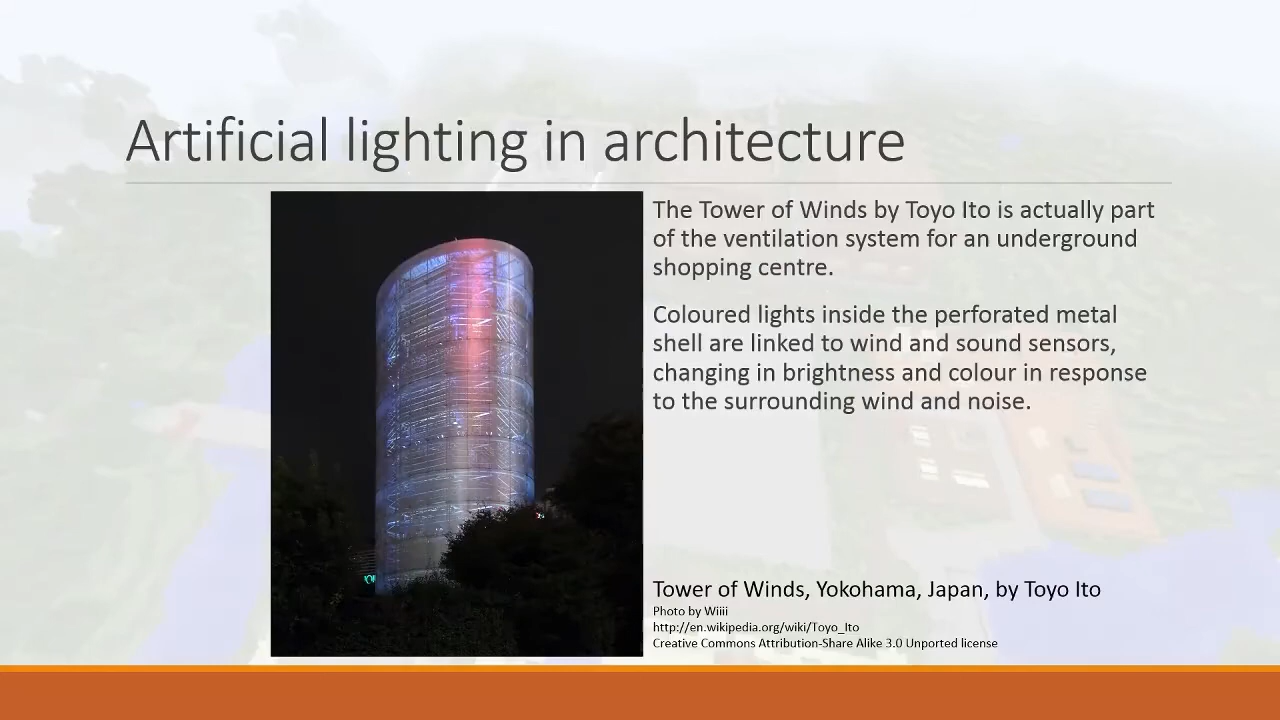 Artificial lighting in architecture
The Tower of Winds by Toyo Ito is actually part
of the ventilation system for an underground
shopping centre.
Coloured lights inside the perforated metal
shell are linked to wind and sound sensors,
changing in brightness and colour in response
to the surrounding wind and noise.
Tower of Winds, Yokohama, Japan, by Toyo Ito
Photo by Wiiii
http://en.wikipedia.org/wiki/Toyo_Ito
Creative Commons Attribution-Share Alike 3.0 Unported license